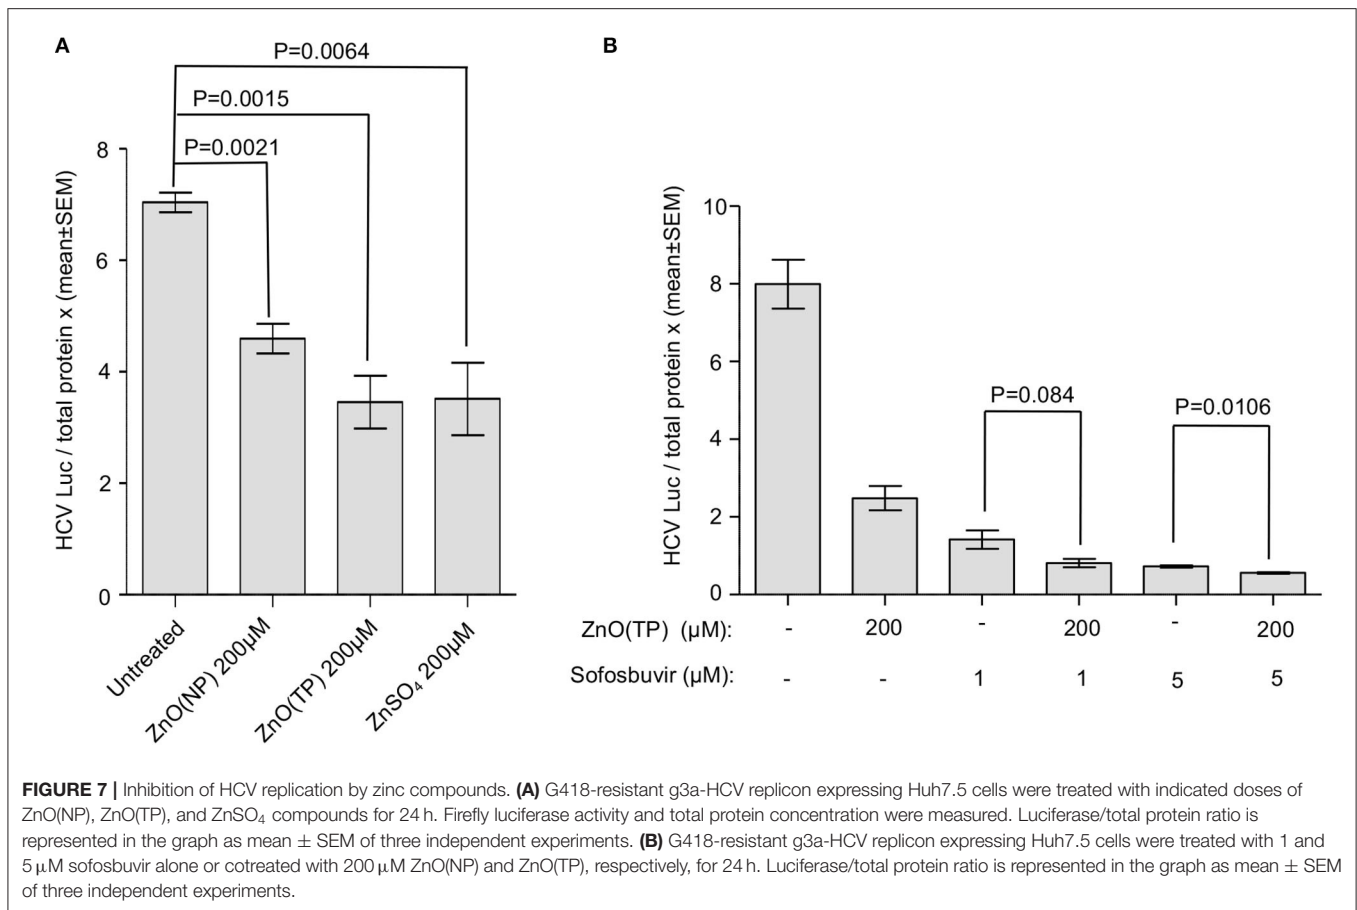 A
P=0.0064
P=0.0015
P=0.0021
HCV Luc / total protein x (mean±SEM)
8
6
4
2
0
Untreated
ZnO(NP) 200µM
ZnO(TP) 200µM
ZnSO₄ 200µM
B
HCV Luc / total protein x (mean±SEM)
10
8
6
4
2
0
P=0.084
P=0.0106
ZnO(TP) (µM): - 200 - 200 - 200
Sofosbuvir (µM): - - 1 1 5 5
FIGURE 7 | Inhibition of HCV replication by zinc compounds. (A) G418-resistant g3a-HCV replicon expressing Huh7.5 cells were treated with indicated doses of
ZnO(NP), ZnO(TP), and ZnSO₄ compounds for 24 h. Firefly luciferase activity and total protein concentration were measured. Luciferase/total protein ratio is
represented in the graph as mean ± SEM of three independent experiments. (B) G418-resistant g3a-HCV replicon expressing Huh7.5 cells were treated with 1 and
5 µM sofosbuvir alone or cotreated with 200 µM ZnO(NP) and ZnO(TP), respectively, for 24 h. Luciferase/total protein ratio is represented in the graph as mean ± SEM
of three independent experiments.